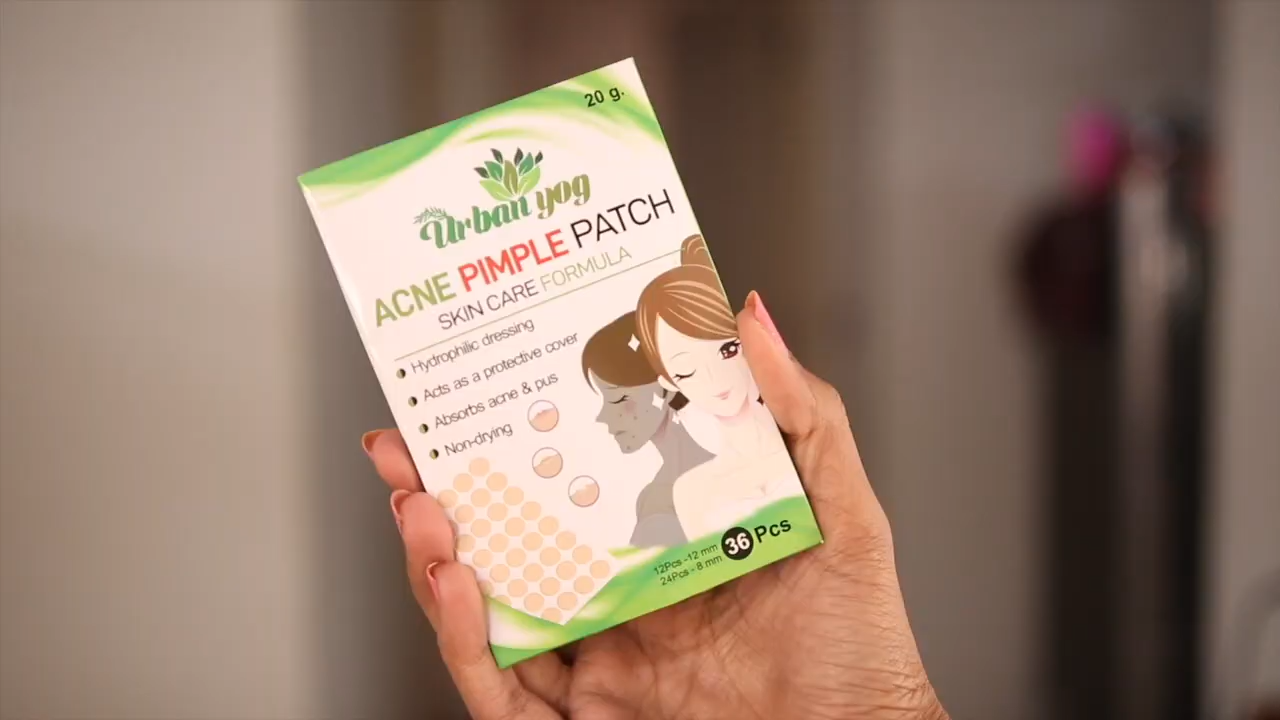 20 g.
Urban yog
ACNE PIMPLE PATCH
SKIN CARE FORMULA
Hydrophilic dressing
Acts as a protective cover
Absorbs acne & pus
Non-drying
12Pcs -12 mm
24Pcs - 8 mm
36 Pcs